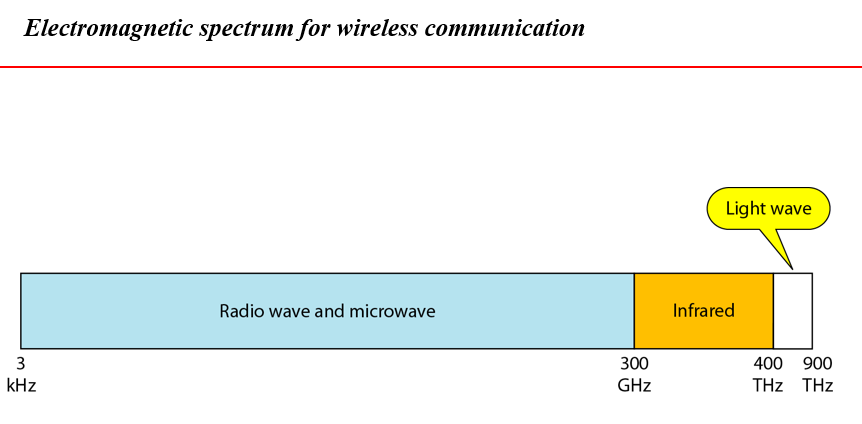 Electromagnetic spectrum for wireless communication
Light wave
Radio wave and microwave
Infrared
3
kHz
300
GHz
400
THz
900
THz